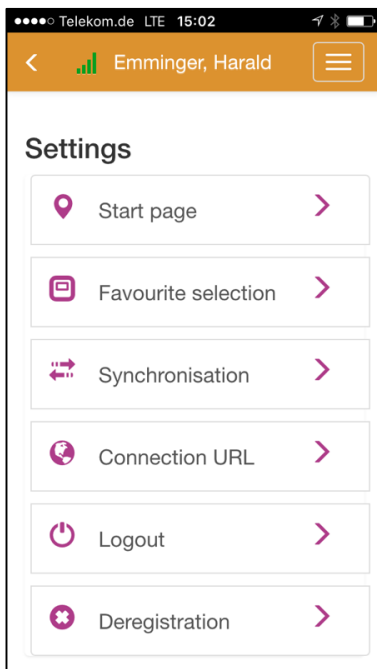 Telekom.de LTE 15:02
Emminger, Harald
Settings
Start page
Favourite selection
Synchronisation
Connection URL
Logout
Deregistration